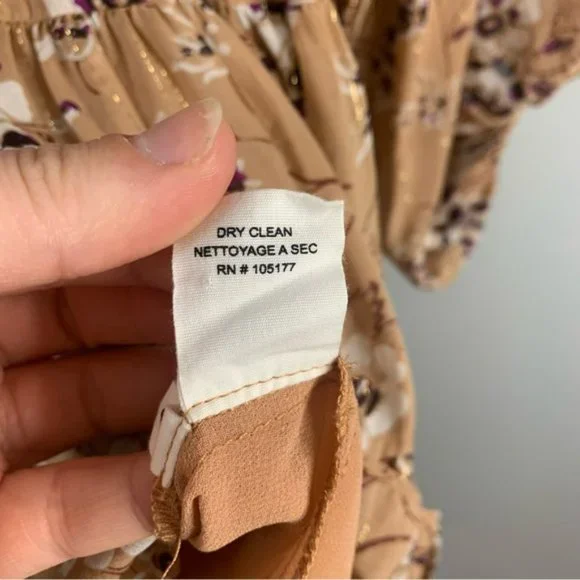 DRY CLEAN
NETTOYAGE A SEC
RN # 105177